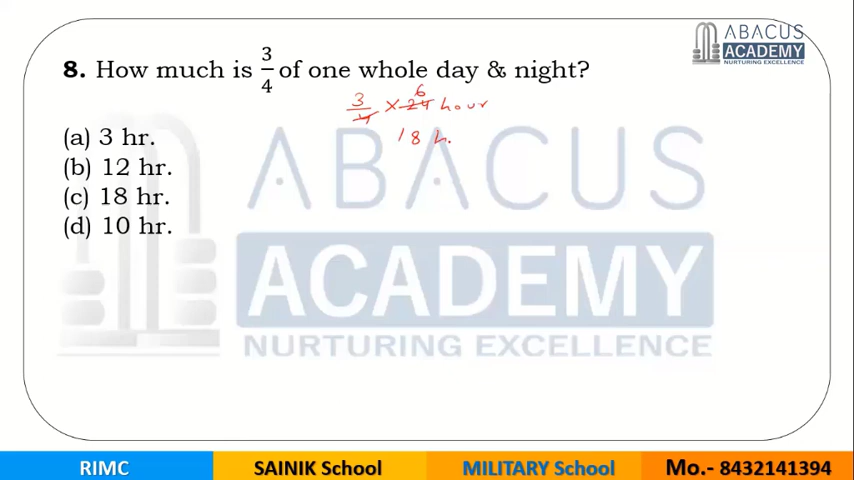 ABACUS
ACADEMY
NURTURING EXCELLENCE
8. How much is 3/4 of one whole day & night?
3/4 × 24 hour
6
18 h.
(a) 3 hr.
(b) 12 hr.
(c) 18 hr.
(d) 10 hr.
ABACUS
ACADEMY
NURTURING EXCELLENCE
RIMC
SAINIK School
MILITARY School
Mo.- 8432141394